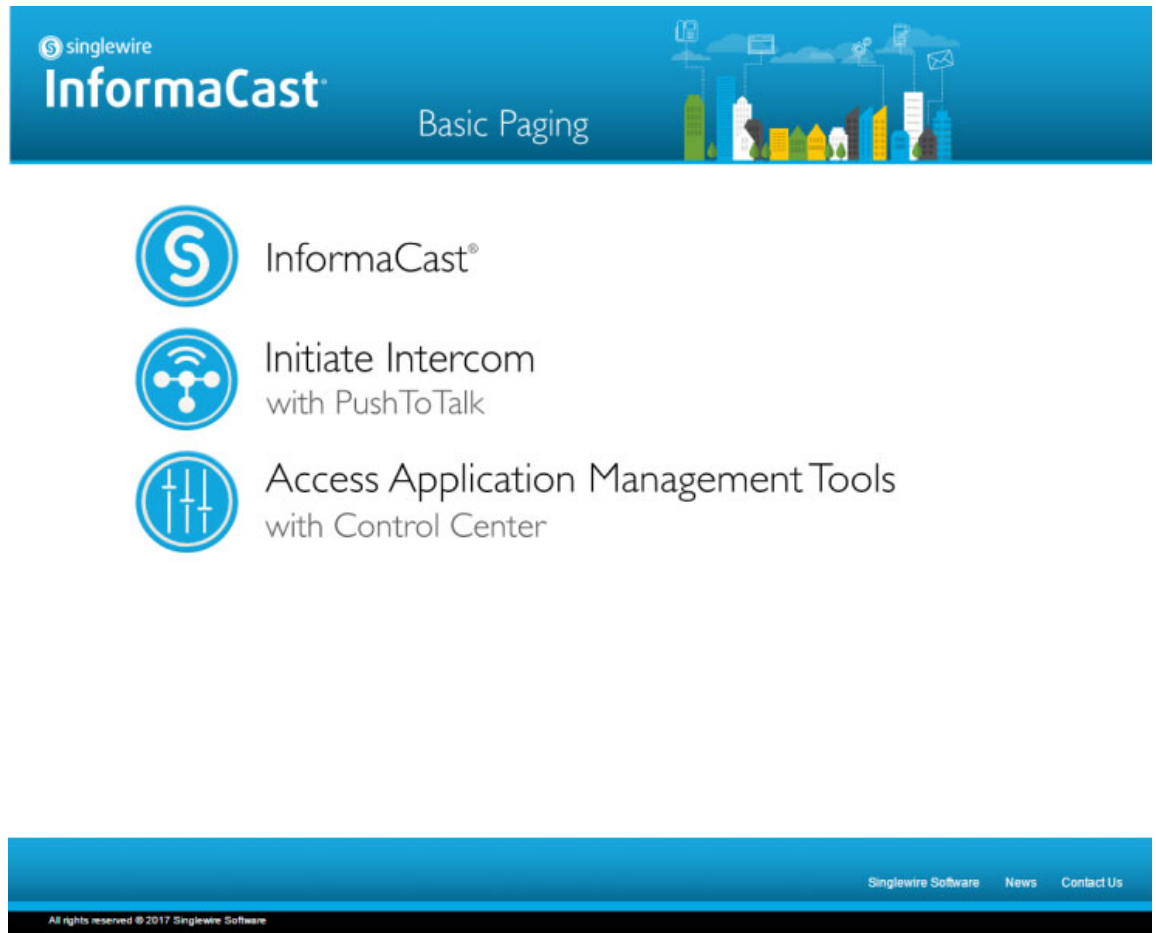 singlewire
InformaCast®
Basic Paging
InformaCast®
Initiate Intercom
with PushToTalk
Access Application Management Tools
with Control Center
Singlewire Software News Contact Us
All rights reserved © 2017 Singlewire Software